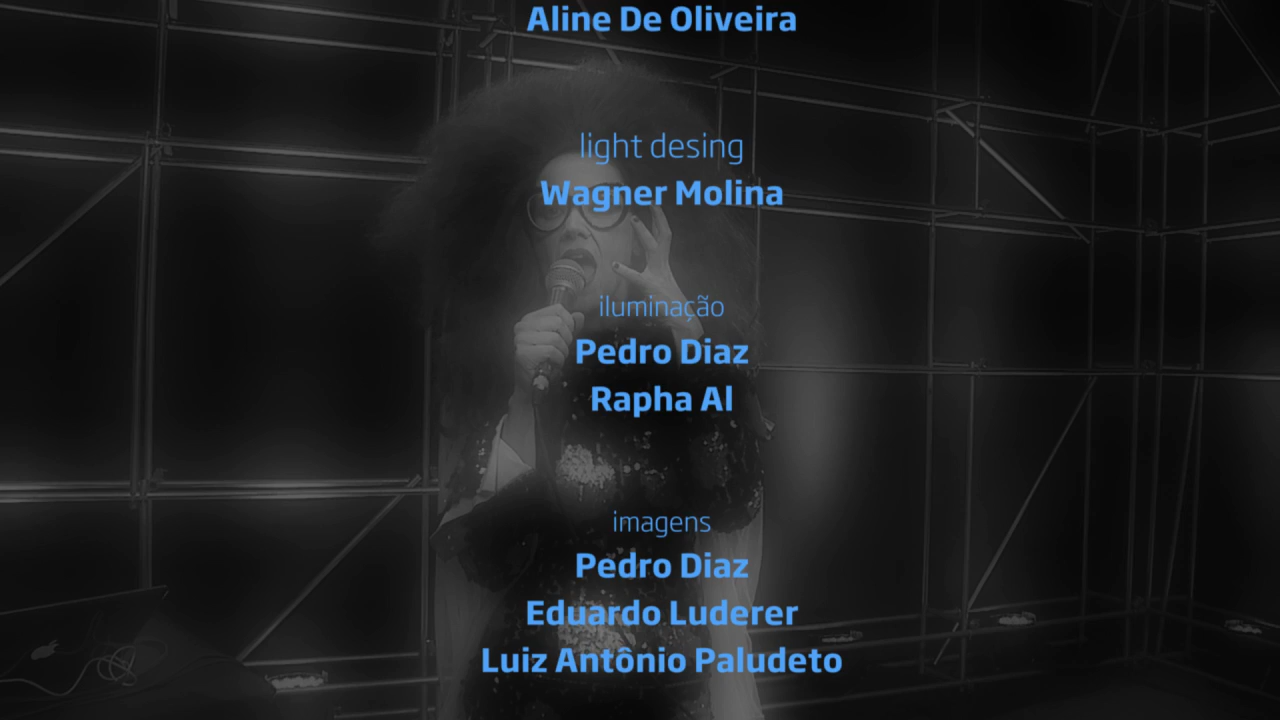 Aline De Oliveira
light desing
Wagner Molina
iluminação
Pedro Diaz
Rapha Al
imagens
Pedro Diaz
Eduardo Luderer
Luiz Antônio Paludeto